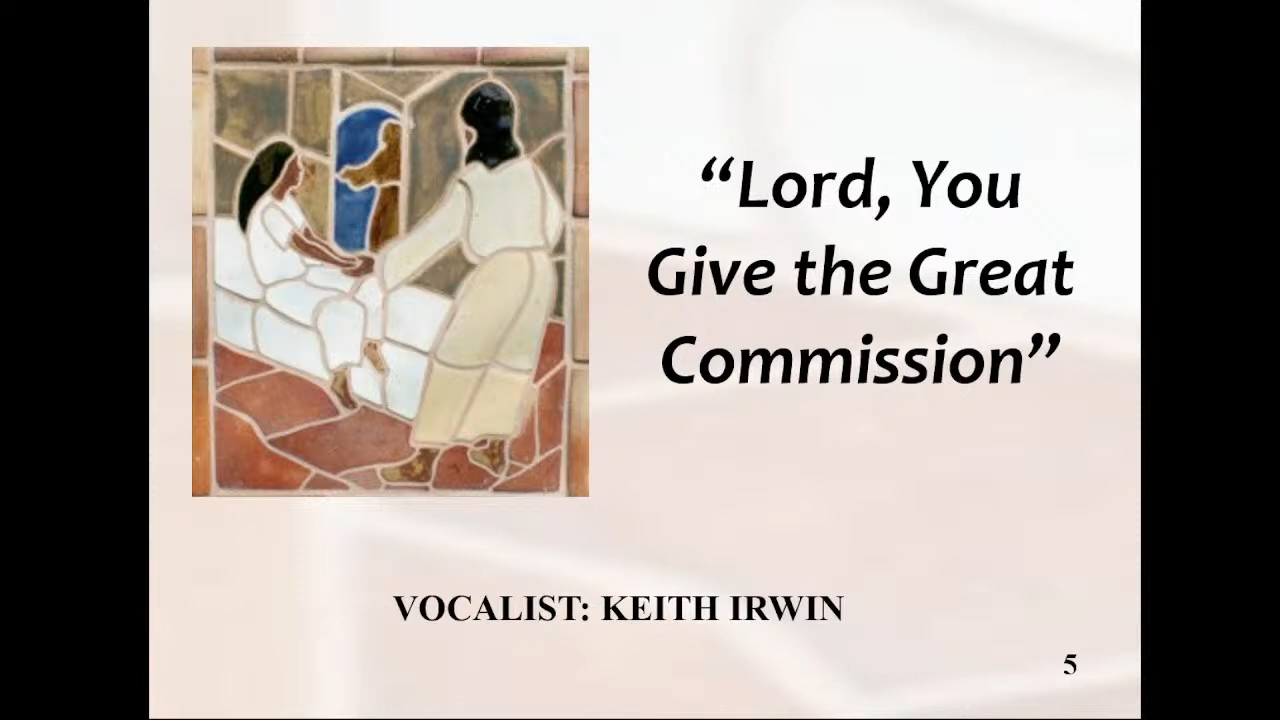 “Lord, You
Give the Great
Commission”
VOCALIST: KEITH IRWIN
5